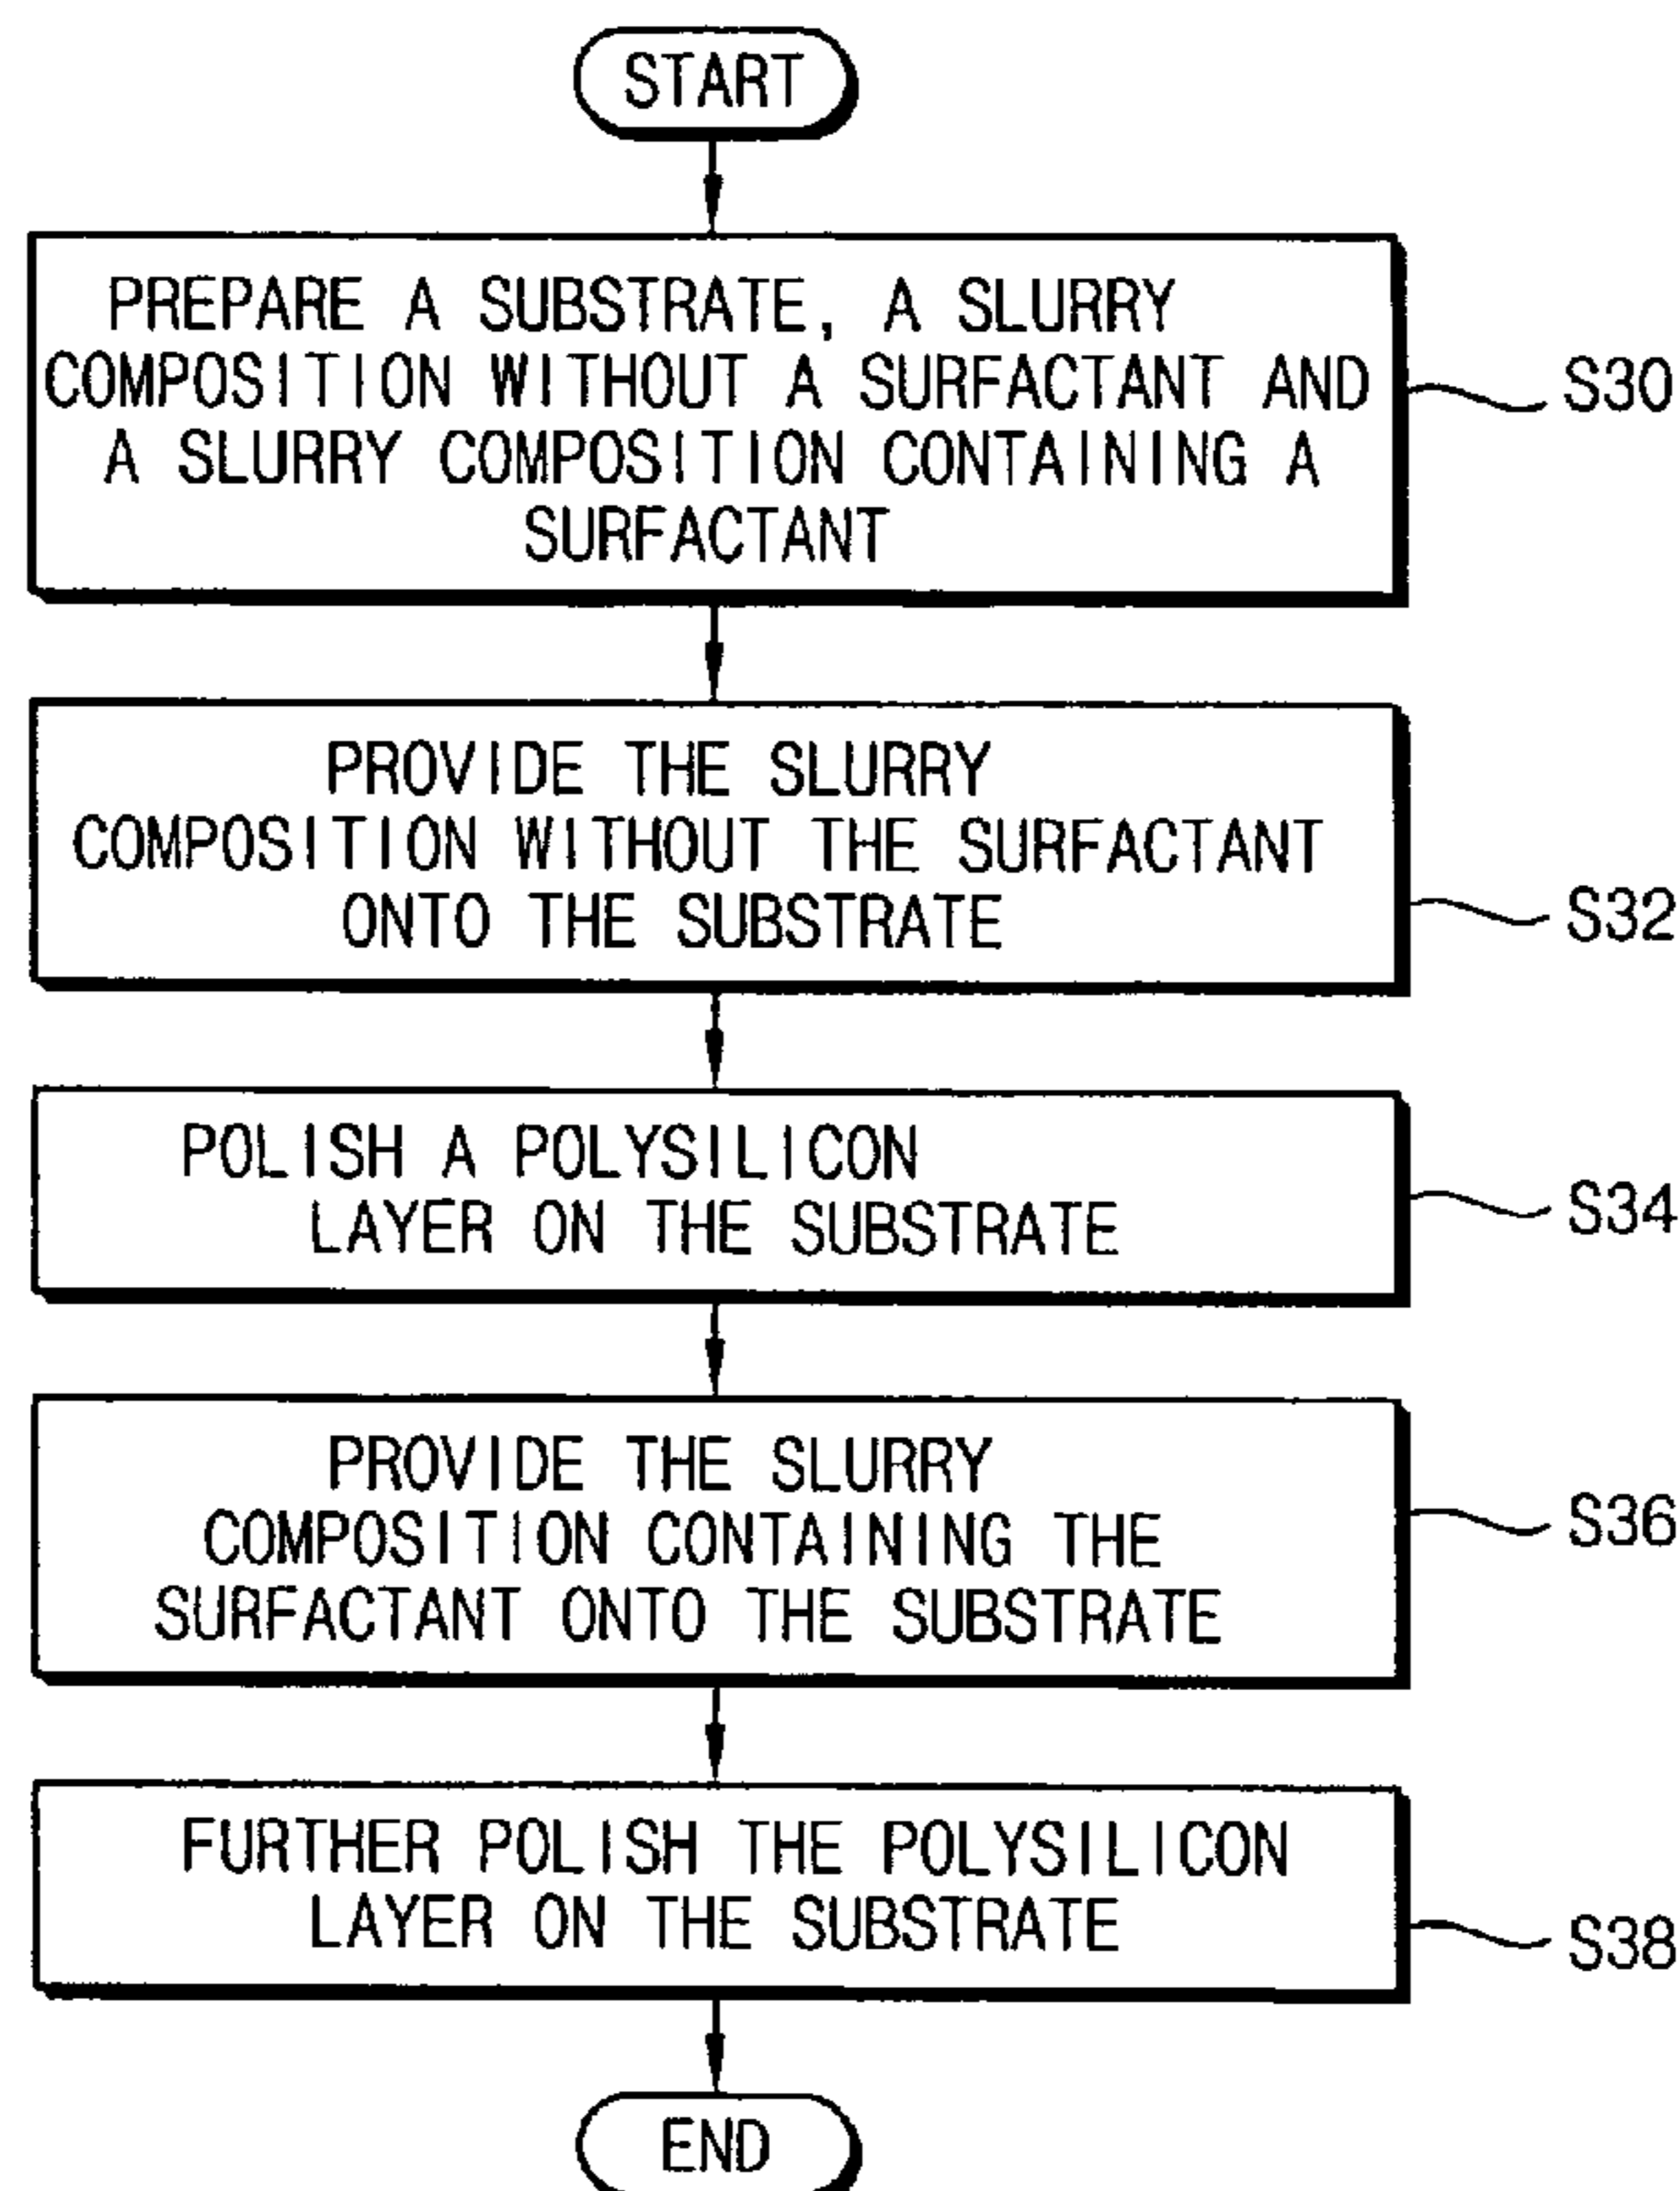 START
PREPARE A SUBSTRATE, A SLURRY
COMPOSITION WITHOUT A SURFACTANT AND
A SLURRY COMPOSITION CONTAINING A
SURFACTANT
S30
PROVIDE THE SLURRY
COMPOSITION WITHOUT THE SURFACTANT
ONTO THE SUBSTRATE
S32
POLISH A POLYSILICON
LAYER ON THE SUBSTRATE
S34
PROVIDE THE SLURRY
COMPOSITION CONTAINING THE
SURFACTANT ONTO THE SUBSTRATE
S36
FURTHER POLISH THE POLYSILICON
LAYER ON THE SUBSTRATE
S38
END